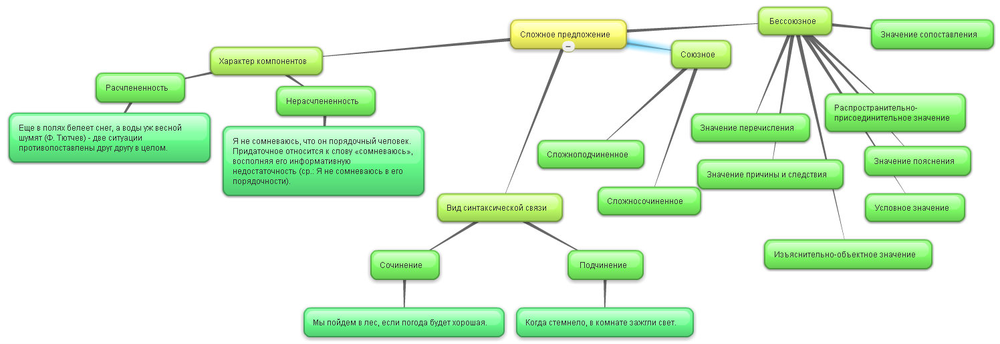 Сложное предложение
Бессоюзное
Значение сопоставления
Союзное
Характер компонентов
Расчлененность
Нерасчлененность
Еще в полях белеет снег, а воды уж весной
шумят (Ф. Тютчев) - две ситуации
противопоставлены друг другу в целом.
Я не сомневаюсь, что он порядочный человек.
Придаточное относится к слову «сомневаюсь»,
восполняя его информативную
недостаточность (ср.: Я не сомневаюсь в его
порядочности).
Распространительно-
присоединительное значение
Значение перечисления
Сложноподчиненное
Значение пояснения
Значение причины и следствия
Сложносочиненное
Вид синтаксической связи
Условное значение
Изъяснительно-объектное значение
Сочинение
Подчинение
Мы пойдем в лес, если погода будет хорошая.
Когда стемнело, в комнате зажгли свет.